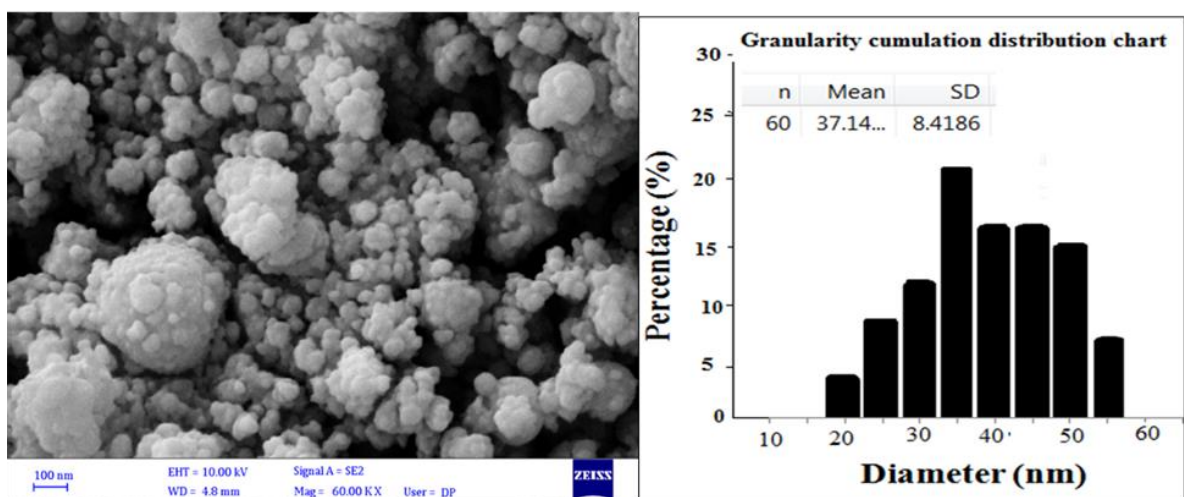 100 nm
EHT = 10.00 kV
Signal A = SE2
WD = 4.8 mm
Mag = 60.00 K X
User = DP
ZEISS
Granularity cumulation distribution chart
n Mean SD
60 37.14... 8.4186
Percentage (%)
30
25
20
15
10
5
0
10 20 30 40 50 60
Diameter (nm)